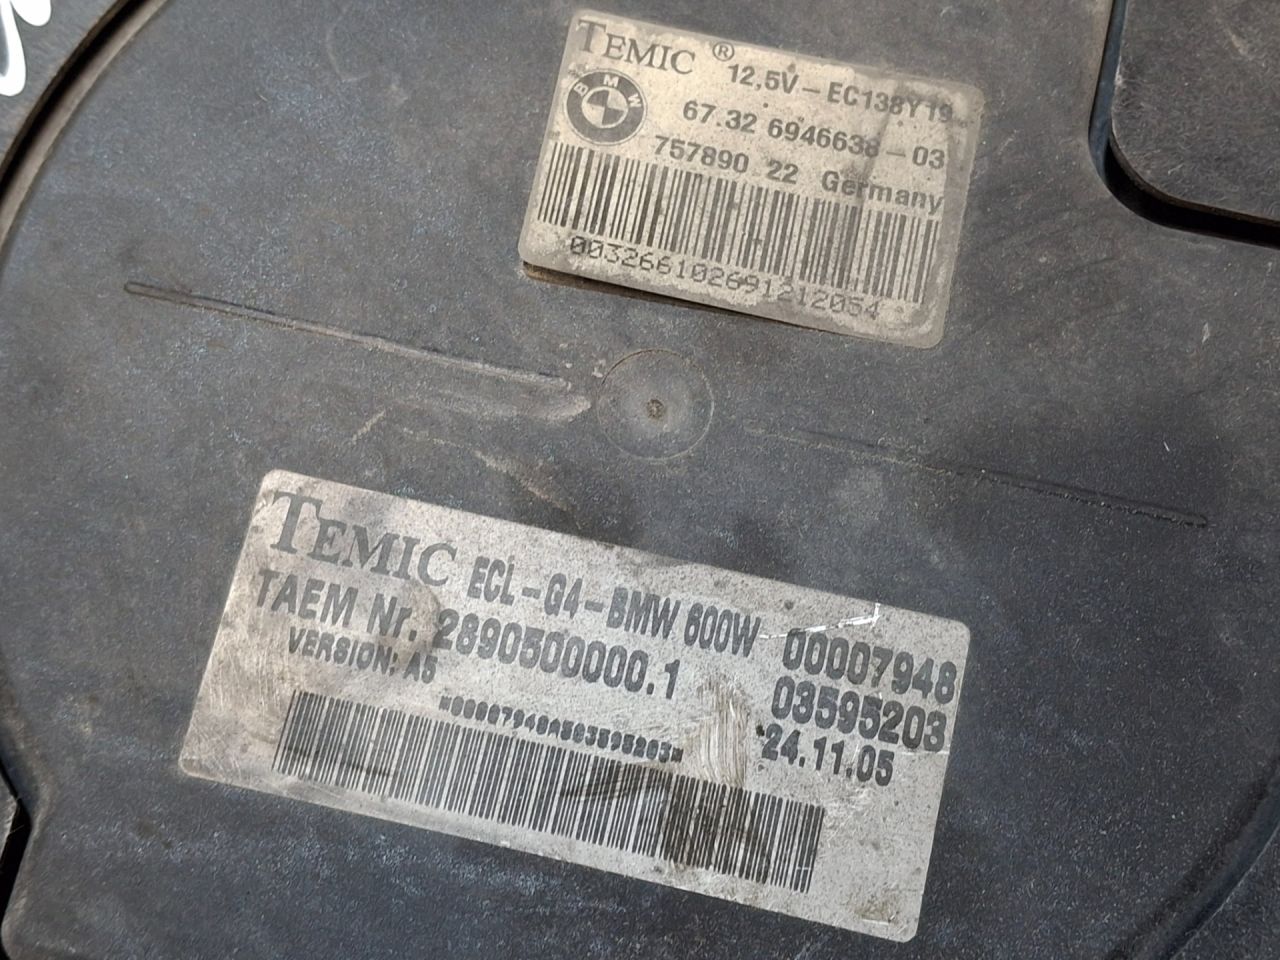 TEMIC ® 12,5V-EC138Y19
BMW 67.32 6946638-03
757890 22 Germany
003266102691212054
TEMIC ECL-G4-BMW 600W 00007948
TAEM Nr. 2890500000.1 03595203
VERSION: A5 24.11.05